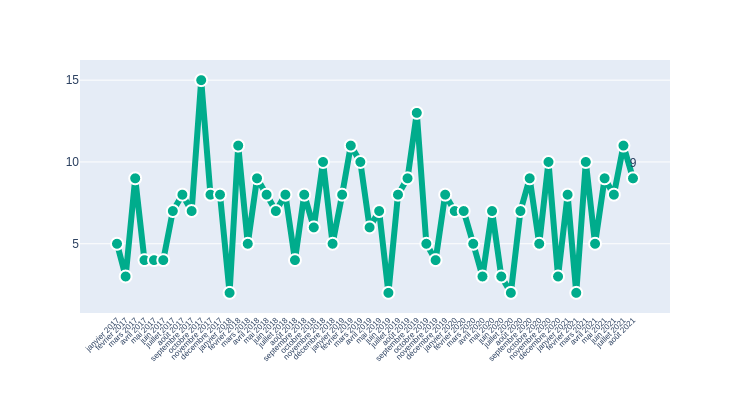 15
10
5
9
janvier 2017
février 2017
mars 2017
avril 2017
mai 2017
juin 2017
juillet 2017
août 2017
septembre 2017
octobre 2017
novembre 2017
décembre 2017
janvier 2018
février 2018
mars 2018
avril 2018
mai 2018
juin 2018
juillet 2018
août 2018
septembre 2018
octobre 2018
novembre 2018
décembre 2018
janvier 2019
février 2019
mars 2019
avril 2019
mai 2019
juin 2019
juillet 2019
août 2019
septembre 2019
octobre 2019
novembre 2019
décembre 2019
janvier 2020
février 2020
mars 2020
avril 2020
mai 2020
juin 2020
juillet 2020
août 2020
septembre 2020
octobre 2020
novembre 2020
décembre 2020
janvier 2021
février 2021
mars 2021
avril 2021
mai 2021
juin 2021
juillet 2021
août 2021